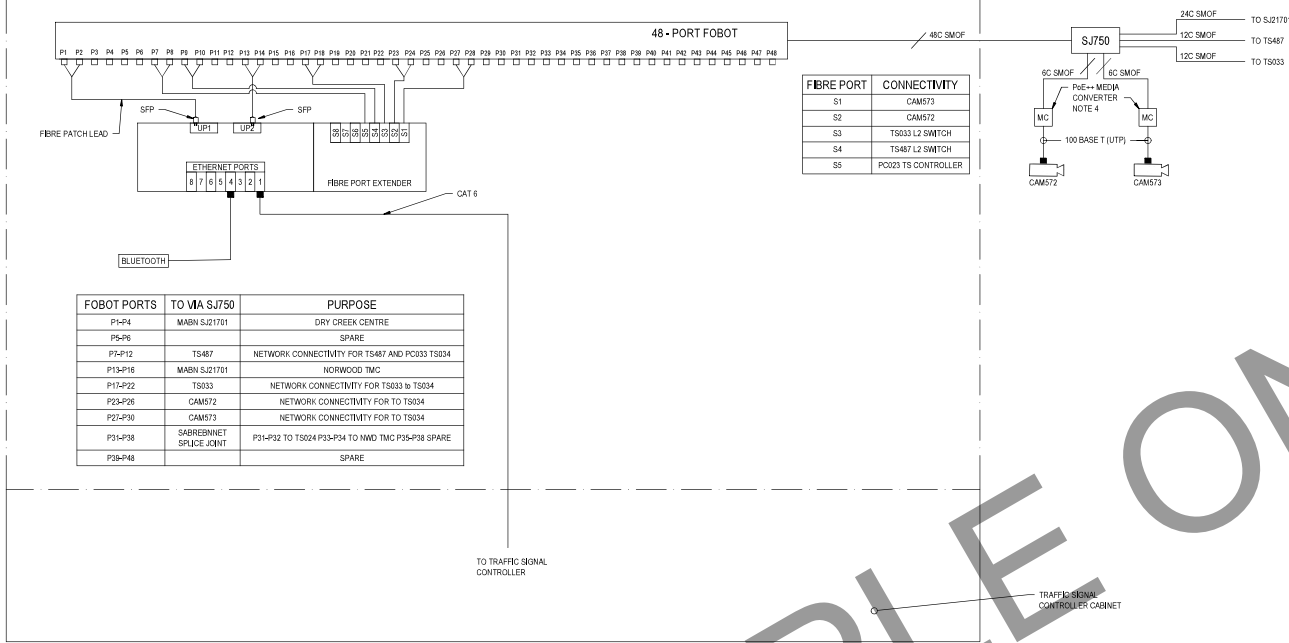 48 - PORT FOBOT
P1 P2 P3 P4 P5 P6 P7 P8 P9 P10 P11 P12 P13 P14 P15 P16 P17 P18 P19 P20 P21 P22 P23 P24 P25 P26 P27 P28 P29 P30 P31 P32 P33 P34 P35 P36 P37 P38 P39 P40 P41 P42 P43 P44 P45 P46 P47 P48
SFP
SFP
FIBRE PATCH LEAD
UP1
UP2
S8 S7 S6 S5 S4 S3 S2 S1
ETHERNET PORTS
8 7 6 5 4 3 2 1
FIBRE PORT EXTENDER
CAT 6
BLUETOOTH
48C SMOF
SJ750
24C SMOF
TO SJ21701
12C SMOF
TO TS487
12C SMOF
TO TS033
6C SMOF
6C SMOF
PoE++ MEDIA
CONVERTER
NOTE 4
MC
MC
100 BASE T (UTP)
CAM572
CAM573
FIBRE PORT CONNECTIVITY
S1 CAM573
S2 CAM572
S3 TS033 L2 SWITCH
S4 TS487 L2 SWITCH
S5 PC023 TS CONTROLLER
FOBOT PORTS TO VIA SJ750 PURPOSE
P1-P4 MABN SJ21701 DRY CREEK CENTRE
P5-P6 SPARE
P7-P12 TS487 NETWORK CONNECTIVITY FOR TS487 AND PC033 TS034
P13-P16 MABN SJ21701 NORWOOD TMC
P17-P22 TS033 NETWORK CONNECTIVITY FOR TS033 to TS034
P23-P26 CAM572 NETWORK CONNECTIVITY FOR TO TS034
P27-P30 CAM573 NETWORK CONNECTIVITY FOR TO TS034
P31-P38 SABREBNNET SPLICE JOINT P31-P32 TO TS024 P33-P34 TO NWD TMC P35-P38 SPARE
P39-P48 SPARE
TO TRAFFIC SIGNAL
CONTROLLER
TRAFFIC SIGNAL
CONTROLLER CABINET